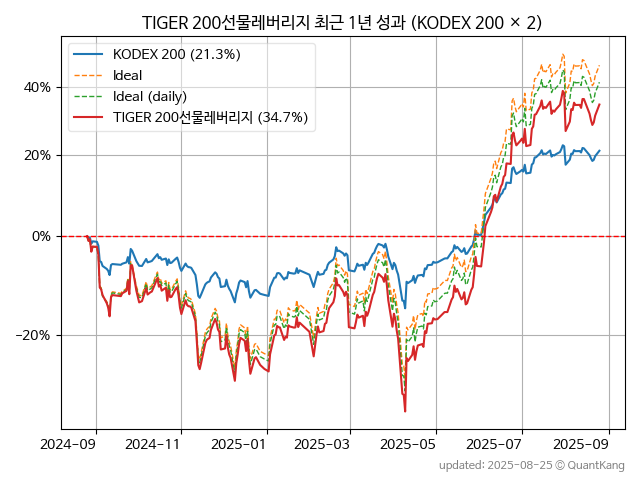 TIGER 200선물레버리지 최근 1년 성과 (KODEX 200 × 2)
KODEX 200 (21.3%)
Ideal
Ideal (daily)
TIGER 200선물레버리지 (34.7%)
40%
20%
0%
−20%
2024-09 2024-11 2025-01 2025-03 2025-05 2025-07 2025-09
updated: 2025-08-25 © QuantKang